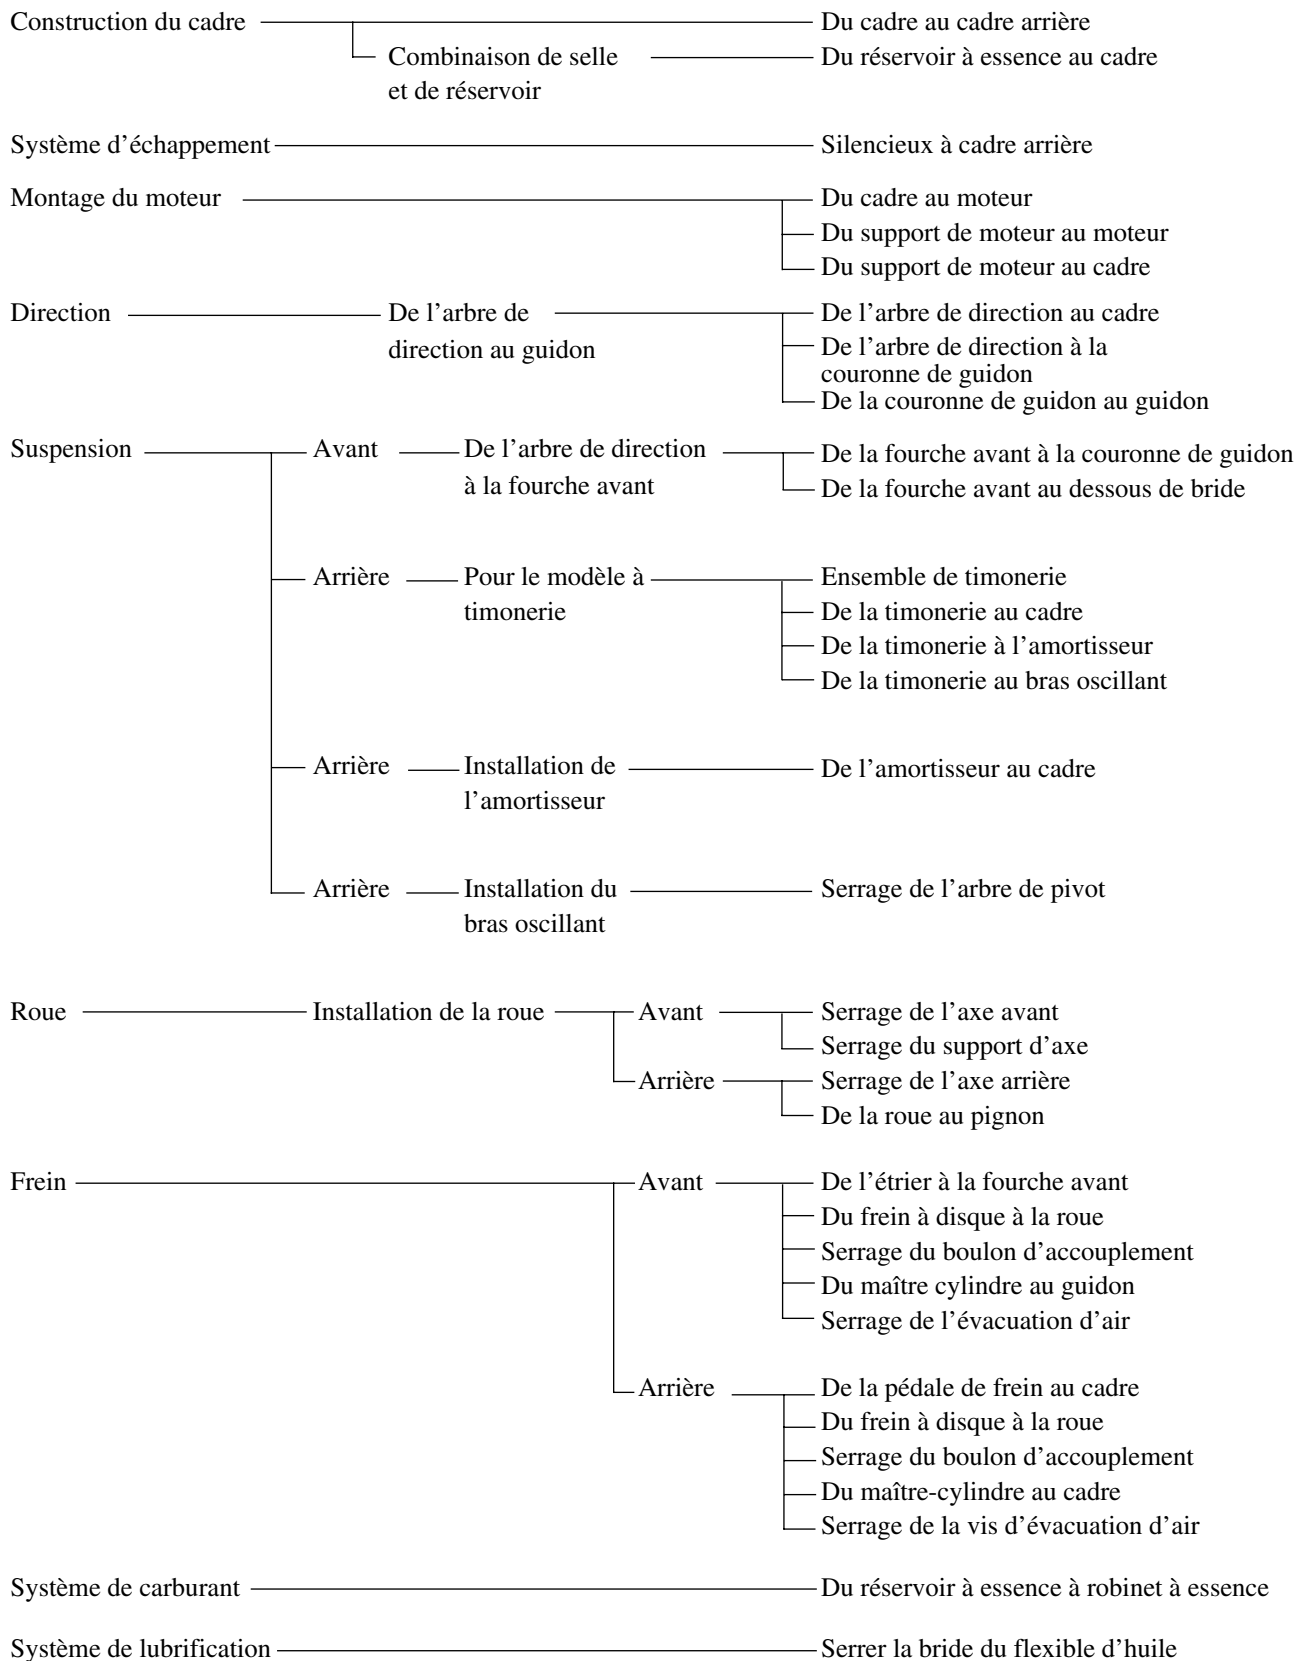 Construction du cadre Du cadre au cadre arrière
Combinaison de selle Du réservoir à essence au cadre
et de réservoir
Système d'échappement Silencieux à cadre arrière
Montage du moteur Du cadre au moteur
Du support de moteur au moteur
Du support de moteur au cadre
Direction De l'arbre de De l'arbre de direction au cadre
direction au guidon De l'arbre de direction à la
couronne de guidon
De la couronne de guidon au guidon
Suspension Avant De l'arbre de direction De la fourche avant à la couronne de guidon
à la fourche avant De la fourche avant au dessous de bride
Arrière Pour le modèle à Ensemble de timonerie
timonerie De la timonerie au cadre
De la timonerie à l'amortisseur
De la timonerie au bras oscillant
Arrière Installation de De l'amortisseur au cadre
l'amortisseur
Arrière Installation du Serrage de l'arbre de pivot
bras oscillant
Roue Installation de la roue Avant Serrage de l'axe avant
Serrage du support d'axe
Arrière Serrage de l'axe arrière
De la roue au pignon
Frein Avant De l'étrier à la fourche avant
Du frein à disque à la roue
Serrage du boulon d'accouplement
Du maître cylindre au guidon
Serrage de l'évacuation d'air
Arrière De la pédale de frein au cadre
Du frein à disque à la roue
Serrage du boulon d'accouplement
Du maître-cylindre au cadre
Serrage de la vis d'évacuation d'air
Système de carburant Du réservoir à essence à robinet à essence
Système de lubrification Serrer la bride du flexible d'huile